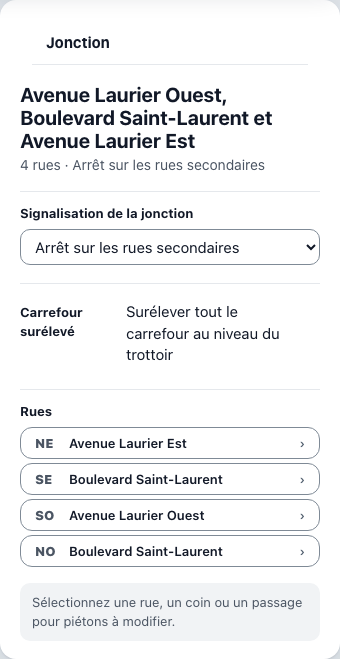 Jonction
Avenue Laurier Ouest,
Boulevard Saint-Laurent et
Avenue Laurier Est
4 rues · Arrêt sur les rues secondaires
Signalisation de la jonction
Arrêt sur les rues secondaires
Carrefour
surélevé
Surélever tout le
carrefour au niveau du
trottoir
Rues
NE Avenue Laurier Est ›
SE Boulevard Saint-Laurent ›
SO Avenue Laurier Ouest ›
NO Boulevard Saint-Laurent ›
Sélectionnez une rue, un coin ou un passage
pour piétons à modifier.